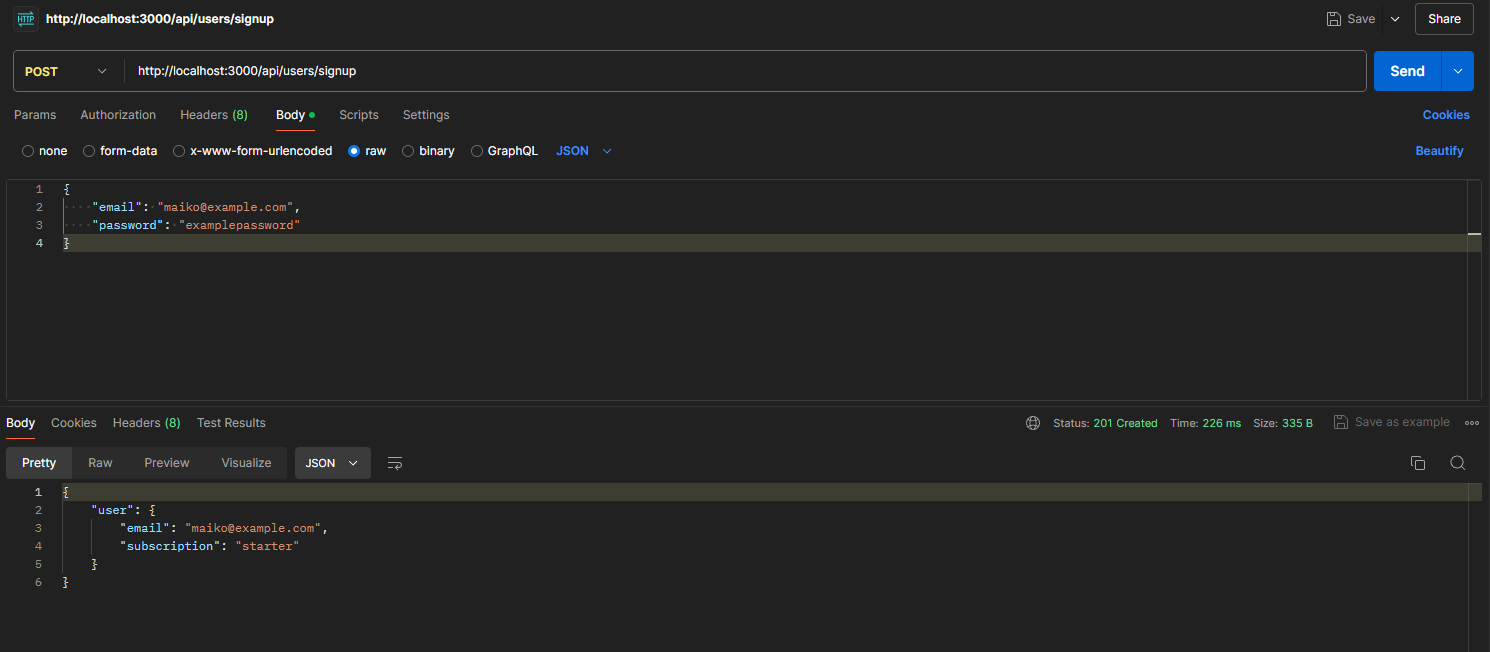 HTTP http://localhost:3000/api/users/signup Save Share
POST http://localhost:3000/api/users/signup Send
Params Authorization Headers (8) Body Scripts Settings Cookies
none form-data x-www-form-urlencoded raw binary GraphQL JSON Beautify
1 {
2 "email": "maiko@example.com",
3 "password": "examplepassword"
4 }
Body Cookies Headers (8) Test Results Status: 201 Created Time: 226 ms Size: 335 B Save as example
Pretty Raw Preview Visualize JSON
1 {
2 "user": {
3 "email": "maiko@example.com",
4 "subscription": "starter"
5 }
6 }